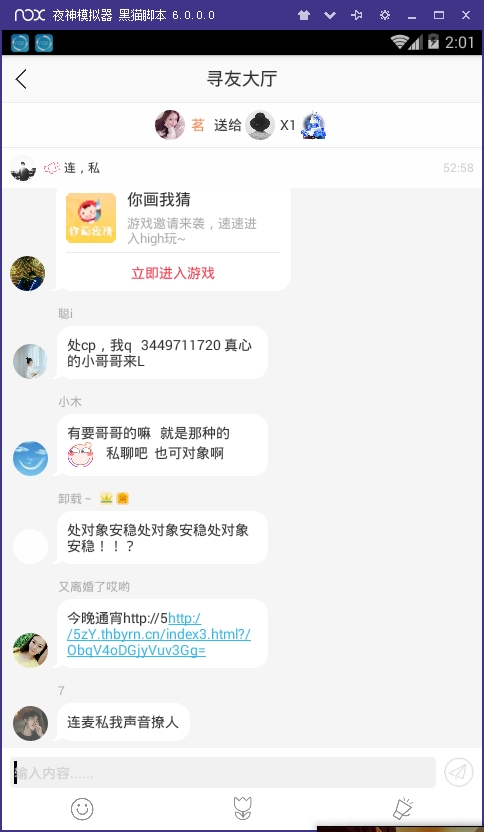 nox 夜神模拟器 黑猫脚本 6.0.0.0
2:01
寻友大厅
茗 送给 X1
连，私 52:58
你画我猜
你画我猜
游戏邀请来袭，速速进
入high玩~
立即进入游戏
聪i
处cp，我q 3449711720 真心
的小哥哥来L
小木
有要哥哥的嘛 就是那种的
私聊吧 也可对象啊
卸载～
处对象安稳处对象安稳处对象
安稳！！？
又离婚了哎哟
今晚通宵http://5http:/
/5zY.thbyrn.cn/index3.html?/
ObqV4oDGjyVuv3Gg=
7
连麦私我声音撩人
输入内容......